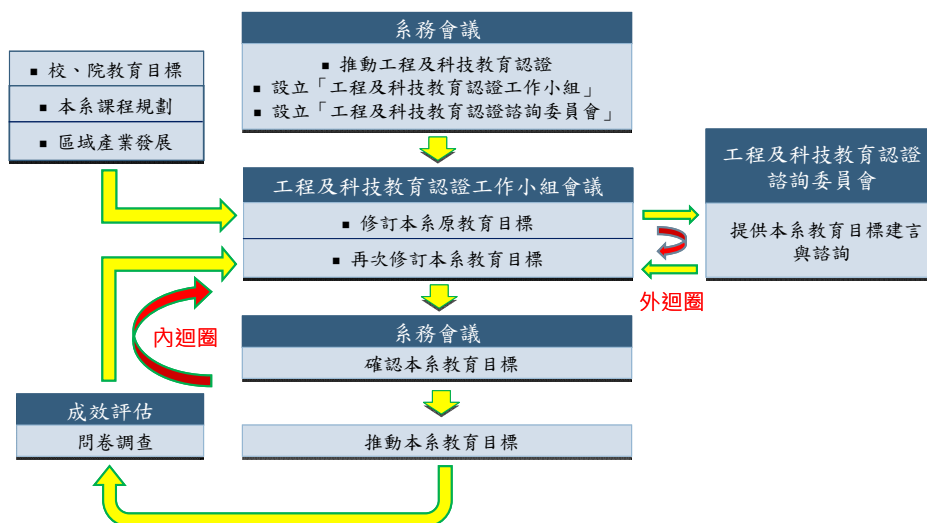 系務會議
▪ 推動工程及科技教育認證
▪ 設立「工程及科技教育認證工作小組」
▪ 設立「工程及科技教育認證諮詢委員會」
▪ 校、院教育目標
▪ 本系課程規劃
▪ 區域產業發展
工程及科技教育認證工作小組會議
▪ 修訂本系原教育目標
▪ 再次修訂本系教育目標
工程及科技教育認證
諮詢委員會
提供本系教育目標建言
與諮詢
外迴圈
內迴圈
系務會議
確認本系教育目標
推動本系教育目標
成效評估
問卷調查